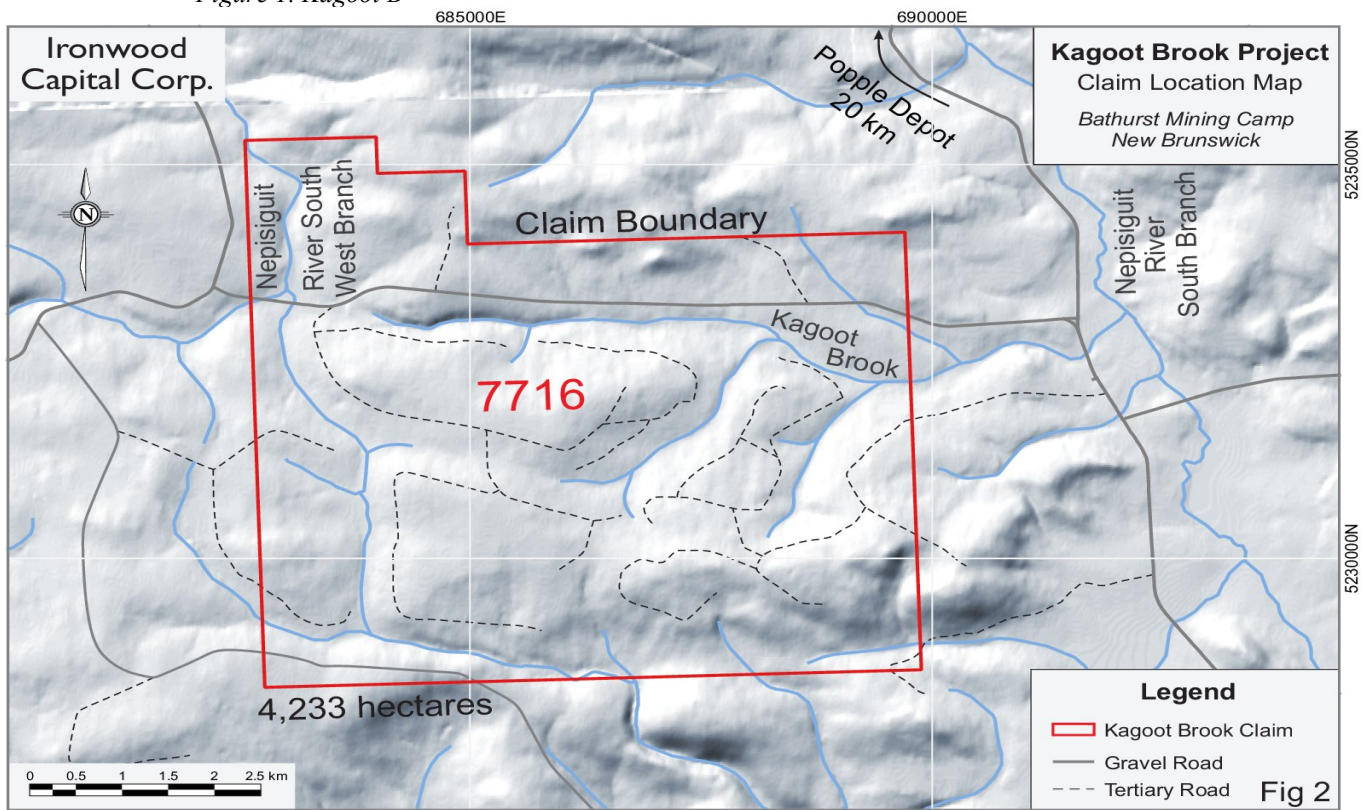 Figure 1: Kagoot B
685000E
690000E
Ironwood
Capital Corp.
Kagoot Brook Project
Claim Location Map
Bathurst Mining Camp
New Brunswick
Popple Depot
20 km
5235000N
N
Nepisiguit
River South
West Branch
Claim Boundary
Nepisiguit
River
South Branch
Kagoot
Brook
7716
5230000N
4,233 hectares
Legend
Kagoot Brook Claim
Gravel Road
Tertiary Road
Fig 2
0 0.5 1 1.5 2 2.5 km